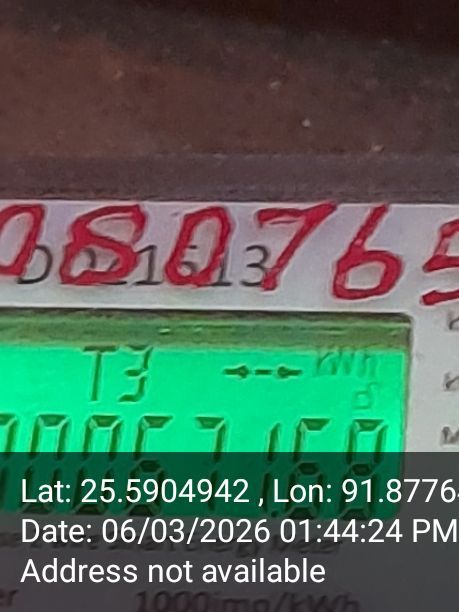 080765
D021613
T3 kWh
Lat: 25.5904942 , Lon: 91.8776
Date: 06/03/2026 01:44:24 PM
Address not available
1000imp/kWh